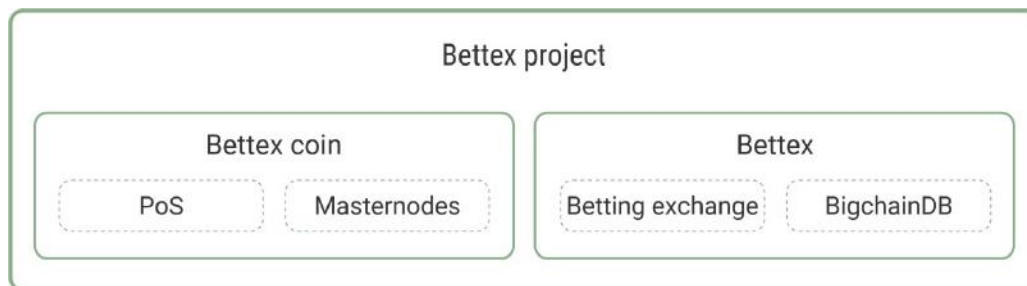 Bettex project
Bettex coin
PoS
Masternodes
Bettex
Betting exchange
BigchainDB